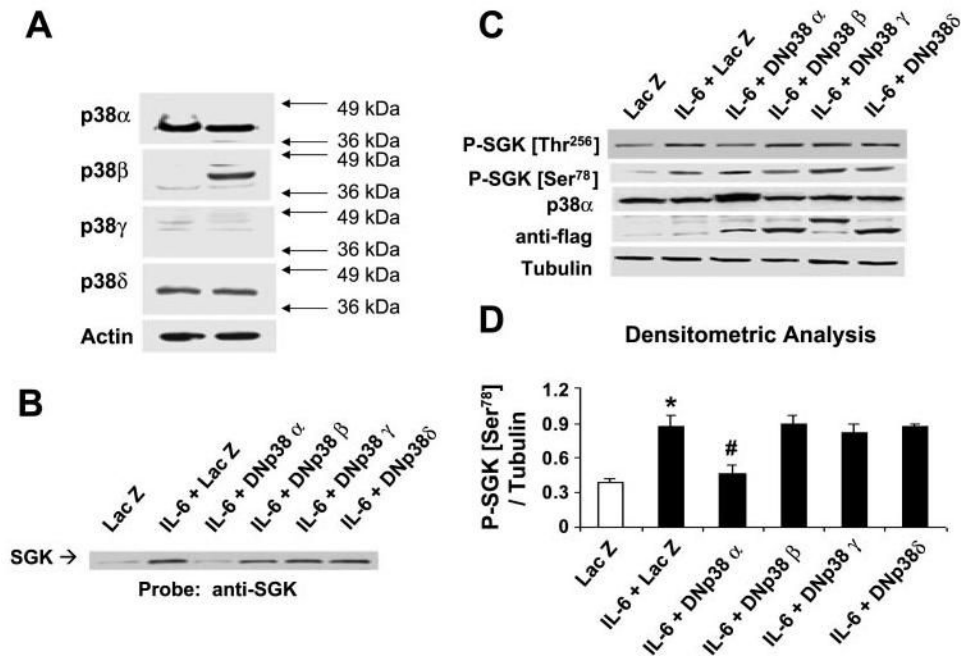 A
p38α
49 kDa
36 kDa
p38β
49 kDa
36 kDa
p38γ
49 kDa
36 kDa
p38δ
49 kDa
36 kDa
Actin
B
Lac Z
IL-6 + Lac Z
IL-6 + DNp38 α
IL-6 + DNp38 β
IL-6 + DNp38 γ
IL-6 + DNp38δ
SGK →
Probe: anti-SGK
C
Lac Z
IL-6 + Lac Z
IL-6 + DNp38 α
IL-6 + DNp38 β
IL-6 + DNp38 γ
IL-6 + DNp38δ
P-SGK [Thr²⁵⁶]
P-SGK [Ser⁷⁸]
p38α
anti-flag
Tubulin
D
Densitometric Analysis
P-SGK [Ser⁷⁸]
/ Tubulin
1.2
0.9
0.6
0.3
0
*
#
Lac Z
IL-6 + Lac Z
IL-6 + DNp38 α
IL-6 + DNp38 β
IL-6 + DNp38 γ
IL-6 + DNp38δ